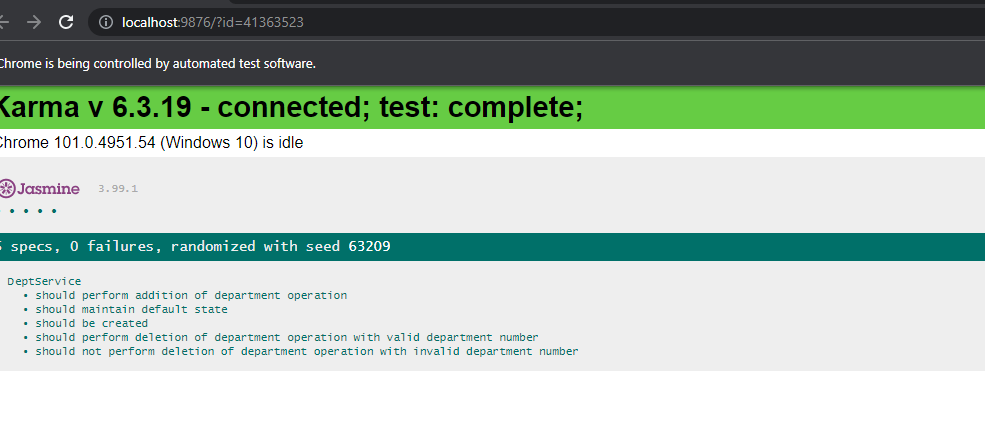 localhost:9876/?id=41363523
Chrome is being controlled by automated test software.
Karma v 6.3.19 - connected; test: complete;
Chrome 101.0.4951.54 (Windows 10) is idle
Jasmine 3.99.1
• • • •
5 specs, 0 failures, randomized with seed 63209
DeptService
• should perform addition of department operation
• should maintain default state
• should be created
• should perform deletion of department operation with valid department number
• should not perform deletion of department operation with invalid department number